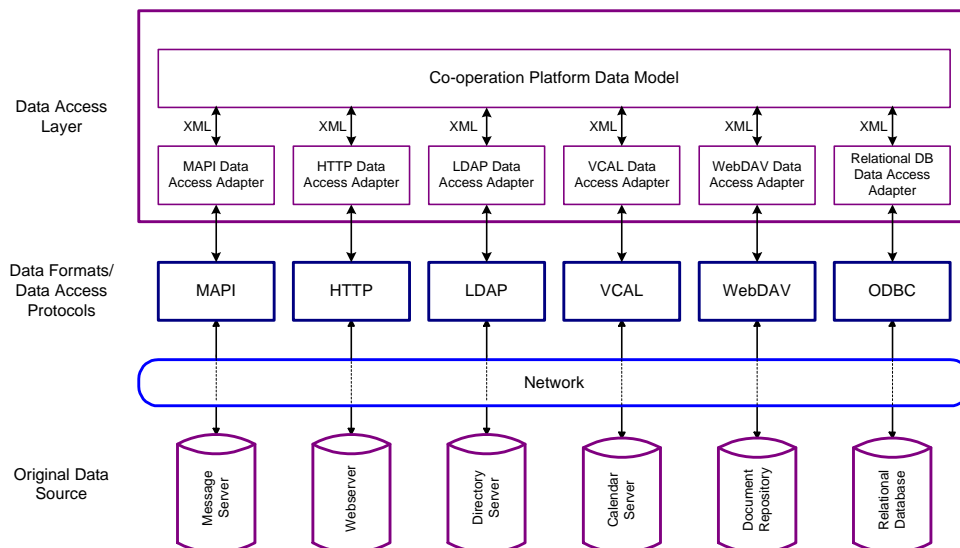 Co-operation Platform Data Model
Data Access
Layer
XML
XML
XML
XML
XML
XML
MAPI Data
Access Adapter
HTTP Data
Access Adapter
LDAP Data
Access Adapter
VCAL Data
Access Adapter
WebDAV Data
Access Adapter
Relational DB
Data Access
Adapter
Data Formats/
Data Access
Protocols
MAPI
HTTP
LDAP
VCAL
WebDAV
ODBC
Network
Original Data
Source
Message
Server
Webserver
Directory
Server
Calendar
Server
Document
Repository
Relational
Database